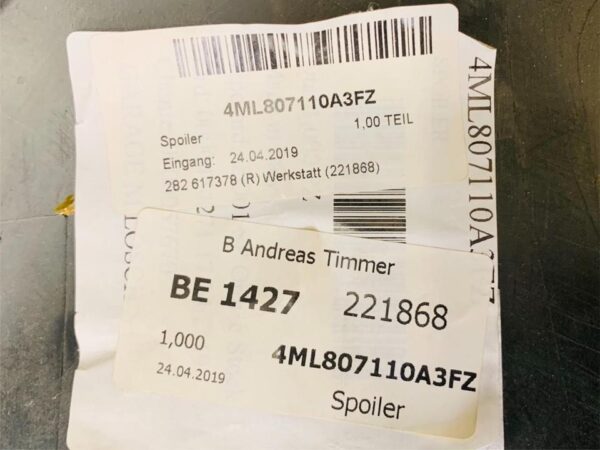 4ML807110A3FZ
Spoiler
1,00 TEIL
Eingang: 24.04.2019
282 617378 (R) Werkstatt (221868)
4ML807110A3FZ
B Andreas Timmer
BE 1427 221868
1,000
4ML807110A3FZ
24.04.2019
Spoiler